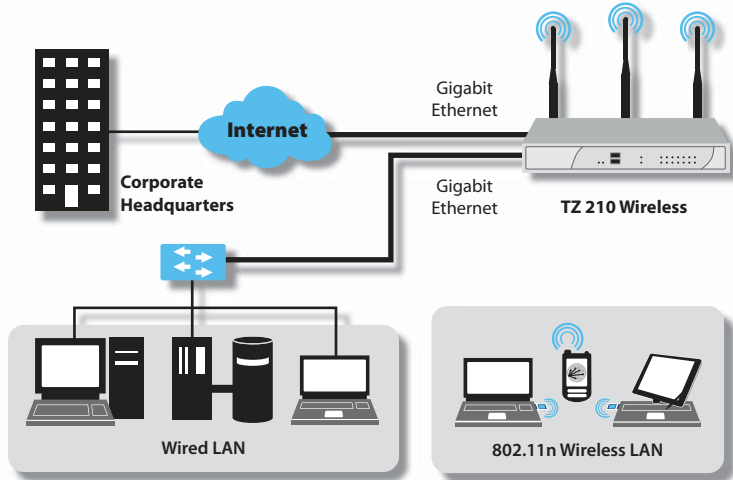 Gigabit
Ethernet
Internet
Corporate
Headquarters
Gigabit
Ethernet
TZ 210 Wireless
Wired LAN
802.11n Wireless LAN